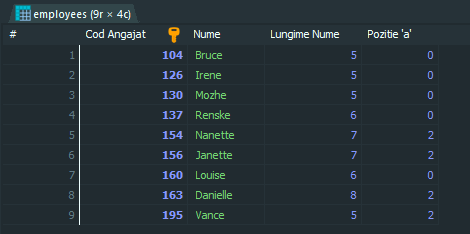 employees (9r × 4c)
# Cod Angajat Nume Lungime Nume Pozitie 'a'
1 104 Bruce 5 0
2 126 Irene 5 0
3 130 Mozhe 5 0
4 137 Renske 6 0
5 154 Nanette 7 2
6 156 Janette 7 2
7 160 Louise 6 0
8 163 Danielle 8 2
9 195 Vance 5 2